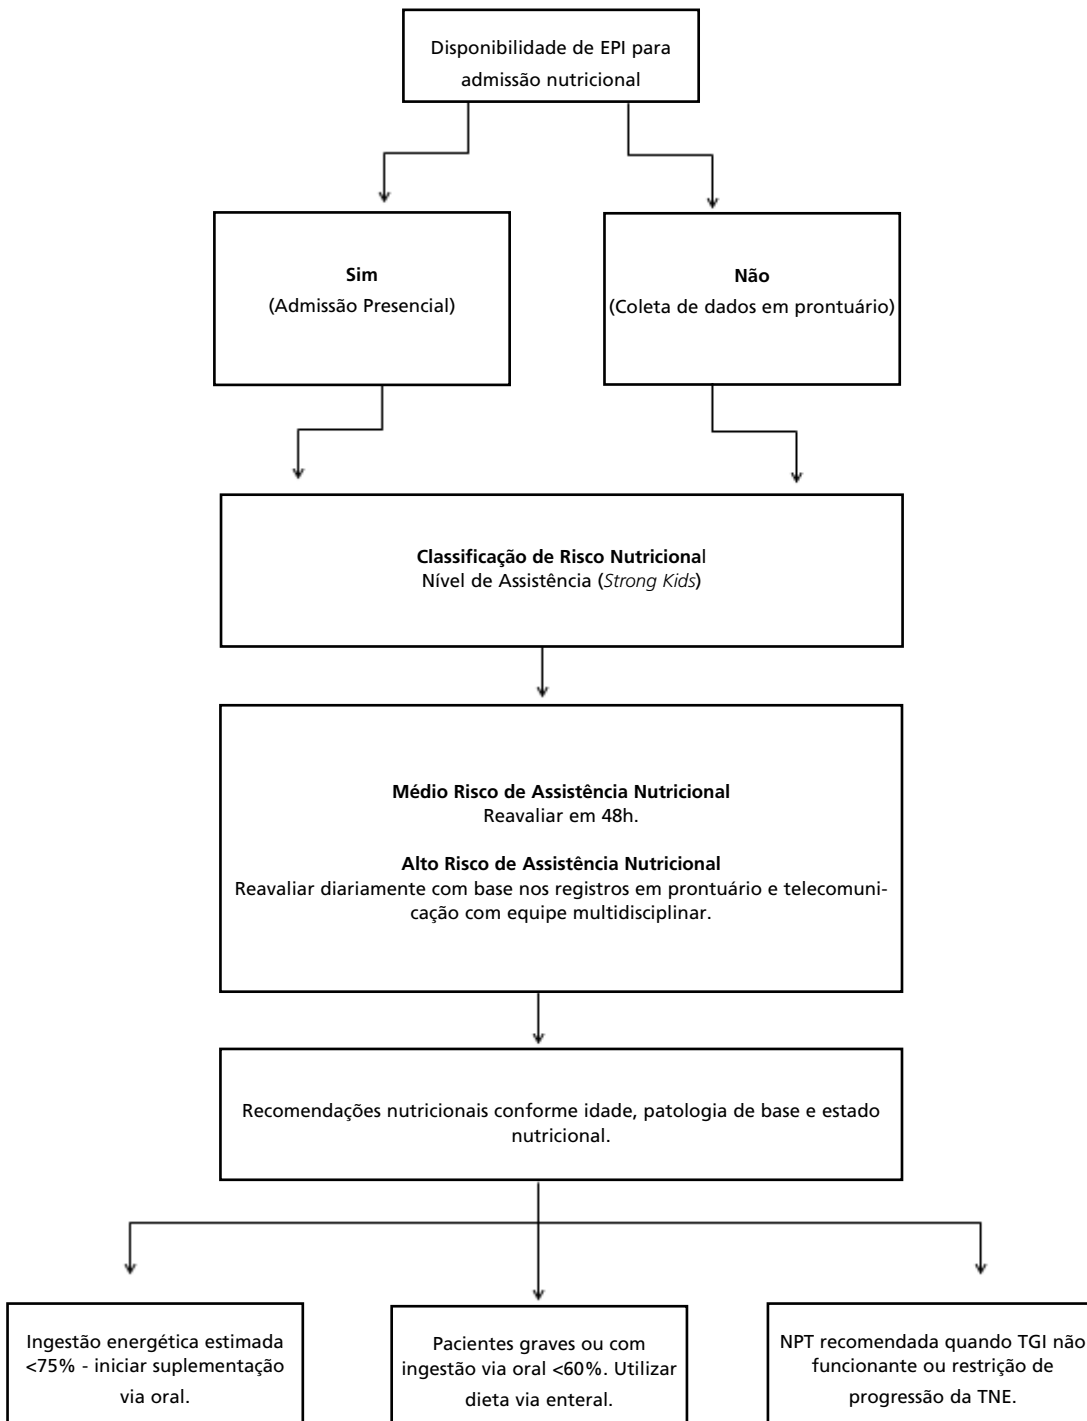 Disponibilidade de EPI para
admissão nutricional
Sim
(Admissão Presencial)
Não
(Coleta de dados em prontuário)
Classificação de Risco Nutricional
Nível de Assistência (Strong Kids)
Médio Risco de Assistência Nutricional
Reavaliar em 48h.
Alto Risco de Assistência Nutricional
Reavaliar diariamente com base nos registros em prontuário e telecomuni-
cação com equipe multidisciplinar.
Recomendações nutricionais conforme idade, patologia de base e estado
nutricional.
Ingestão energética estimada
<75% - iniciar suplementação
via oral.
Pacientes graves ou com
ingestão via oral <60%. Utilizar
dieta via enteral.
NPT recomendada quando TGI não
funcionante ou restrição de
progressão da TNE.